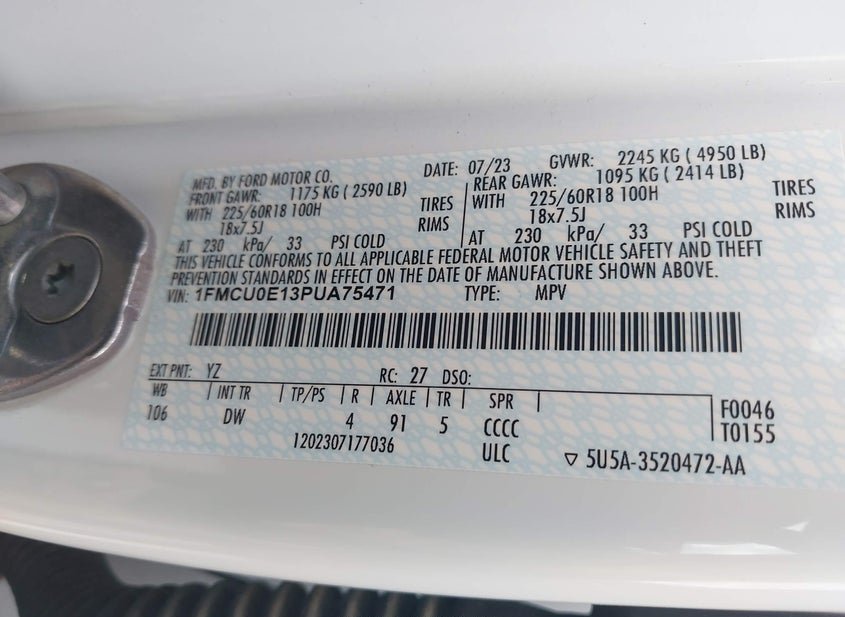 MFD. BY FORD MOTOR CO. DATE: 07/23 GVWR: 2245 KG ( 4950 LB)
FRONT GAWR: 1175 KG ( 2590 LB) REAR GAWR: 1095 KG ( 2414 LB)
WITH 225/60R18 100H TIRES WITH 225/60R18 100H TIRES
18x7.5J RIMS 18x7.5J RIMS
AT 230 kPa/ 33 PSI COLD AT 230 kPa/ 33 PSI COLD
THIS VEHICLE CONFORMS TO ALL APPLICABLE FEDERAL MOTOR VEHICLE SAFETY AND THEFT
PREVENTION STANDARDS IN EFFECT ON THE DATE OF MANUFACTURE SHOWN ABOVE.
VIN: 1FMCU0E13PUA75471 TYPE: MPV
EXT PNT: YZ RC: 27 DSO:
WB INT TR TP/PS R AXLE TR SPR F0046
106 DW 4 91 5 CCCC T0155
1202307177036 ULC 5U5A-3520472-AA